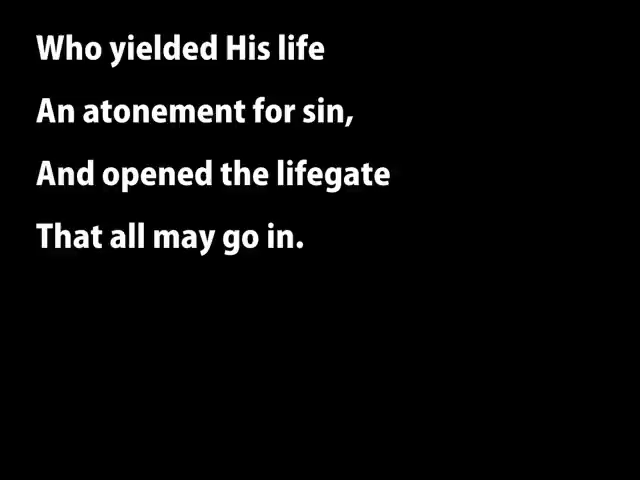 Who yielded His life
An atonement for sin,
And opened the lifegate
That all may go in.